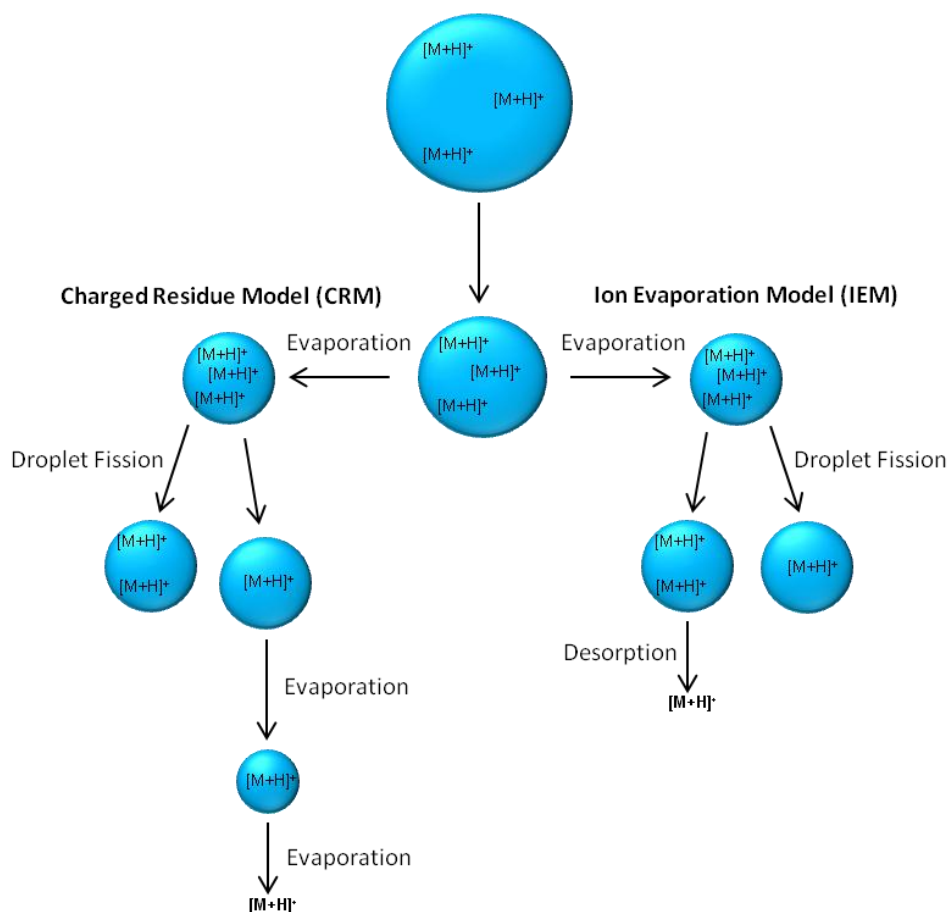 [M+H]⁺
[M+H]⁺
[M+H]⁺
Charged Residue Model (CRM)
Ion Evaporation Model (IEM)
Evaporation
Evaporation
[M+H]⁺
[M+H]⁺
[M+H]⁺
[M+H]⁺
[M+H]⁺
[M+H]⁺
[M+H]⁺
[M+H]⁺
[M+H]⁺
Droplet Fission
Droplet Fission
[M+H]⁺
[M+H]⁺
[M+H]⁺
[M+H]⁺
[M+H]⁺
[M+H]⁺
Desorption
[M+H]⁺
Evaporation
[M+H]⁺
Evaporation
[M+H]⁺